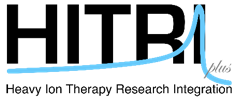 HITRI plus
Heavy Ion Therapy Research Integration